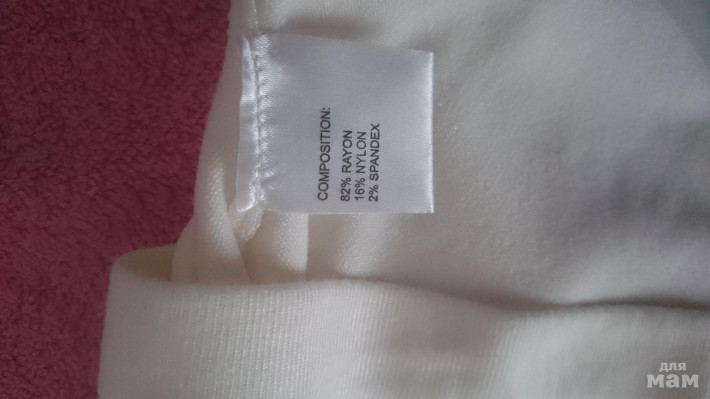 COMPOSITION:
82% RAYON
16% NYLON
2% SPANDEX
для
мам